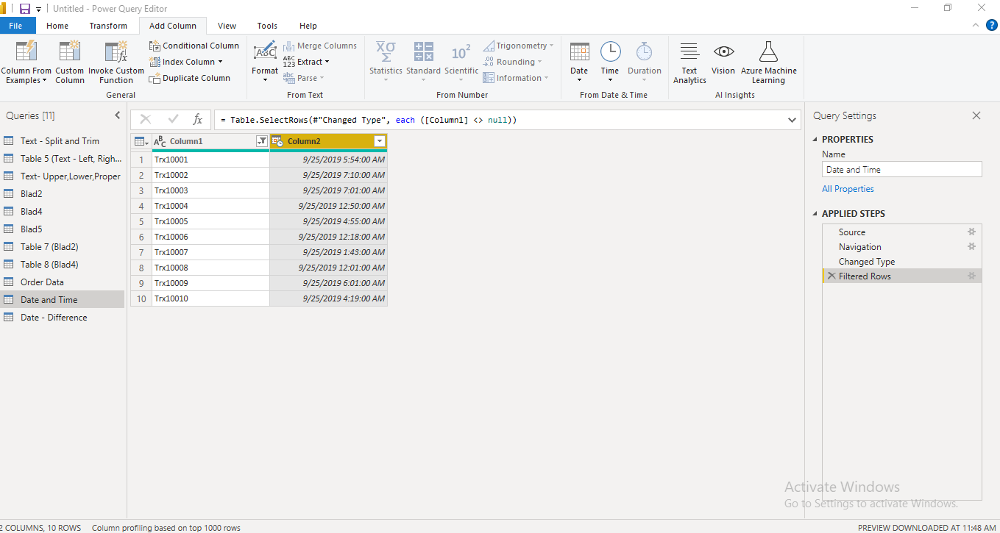 Untitled - Power Query Editor
File Home Transform Add Column View Tools Help
?
Column From Examples
Custom Column
Invoke Custom Function
fx
Conditional Column
Index Column
Duplicate Column
General
ABC
Format
Merge Columns
ABC
123
Extract
abc
Parse
From Text
XΟ
Σ
Statistics
Standard
10²
Scientific
Trigonometry
.00
→.0
Rounding
Information
From Number
Date
Time
Duration
From Date & Time
Text Analytics
Vision
Azure Machine Learning
AI Insights
Queries [11]
Text - Split and Trim
Table 5 (Text - Left, Righ...
Text- Upper,Lower,Proper
Blad2
Blad4
Blad5
Table 7 (Blad2)
Table 8 (Blad4)
Order Data
Date and Time
Date - Difference
fx
= Table.SelectRows(#"Changed Type", each ([Column1] <> null))
ABC Column1 Column2
1 Trx10001 9/25/2019 5:54:00 AM
2 Trx10002 9/25/2019 7:10:00 AM
3 Trx10003 9/25/2019 7:01:00 AM
4 Trx10004 9/25/2019 12:50:00 AM
5 Trx10005 9/25/2019 4:55:00 AM
6 Trx10006 9/25/2019 12:18:00 AM
7 Trx10007 9/25/2019 1:43:00 AM
8 Trx10008 9/25/2019 12:01:00 AM
9 Trx10009 9/25/2019 6:01:00 AM
10 Trx10010 9/25/2019 4:19:00 AM
Query Settings
PROPERTIES
Name
Date and Time
All Properties
APPLIED STEPS
Source
Navigation
Changed Type
Filtered Rows
Activate Windows
Go to Settings to activate Windows.
2 COLUMNS, 10 ROWS Column profiling based on top 1000 rows
PREVIEW DOWNLOADED AT 11:48 AM